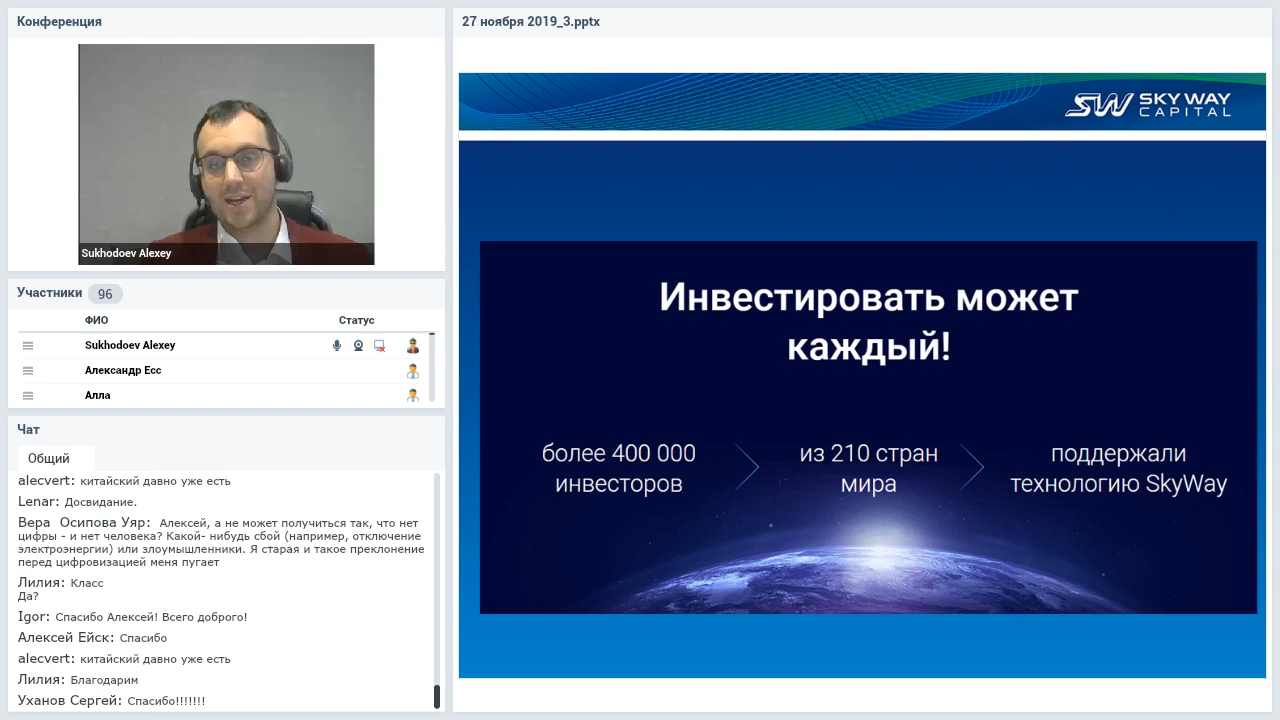 Конференция
Sukhodoev Alexey
Участники 96
ФИО Статус
Sukhodoev Alexey
Александр Есс
Алла
Чат
Общий
alecvert: китайский давно уже есть
Lenar: Досвидание.
Вера Осипова Уяр: Алексей, а не может получиться так, что нет
цифры - и нет человека? Какой- нибудь сбой (например, отключение
электроэнергии) или злоумышленники. Я старая и такое преклонение
перед цифровизацией меня пугает
Лилия: Класс
Да?
Igor: Спасибо Алексей! Всего доброго!
Алексей Ейск: Спасибо
alecvert: китайский давно уже есть
Лилия: Благодарим
Уханов Сергей: Спасибо!!!!!!!
27 ноября 2019_3.pptx
SW SKY WAY
CAPITAL
Инвестировать может
каждый!
более 400 000
инвесторов
из 210 стран
мира
поддержали
технологию SkyWay